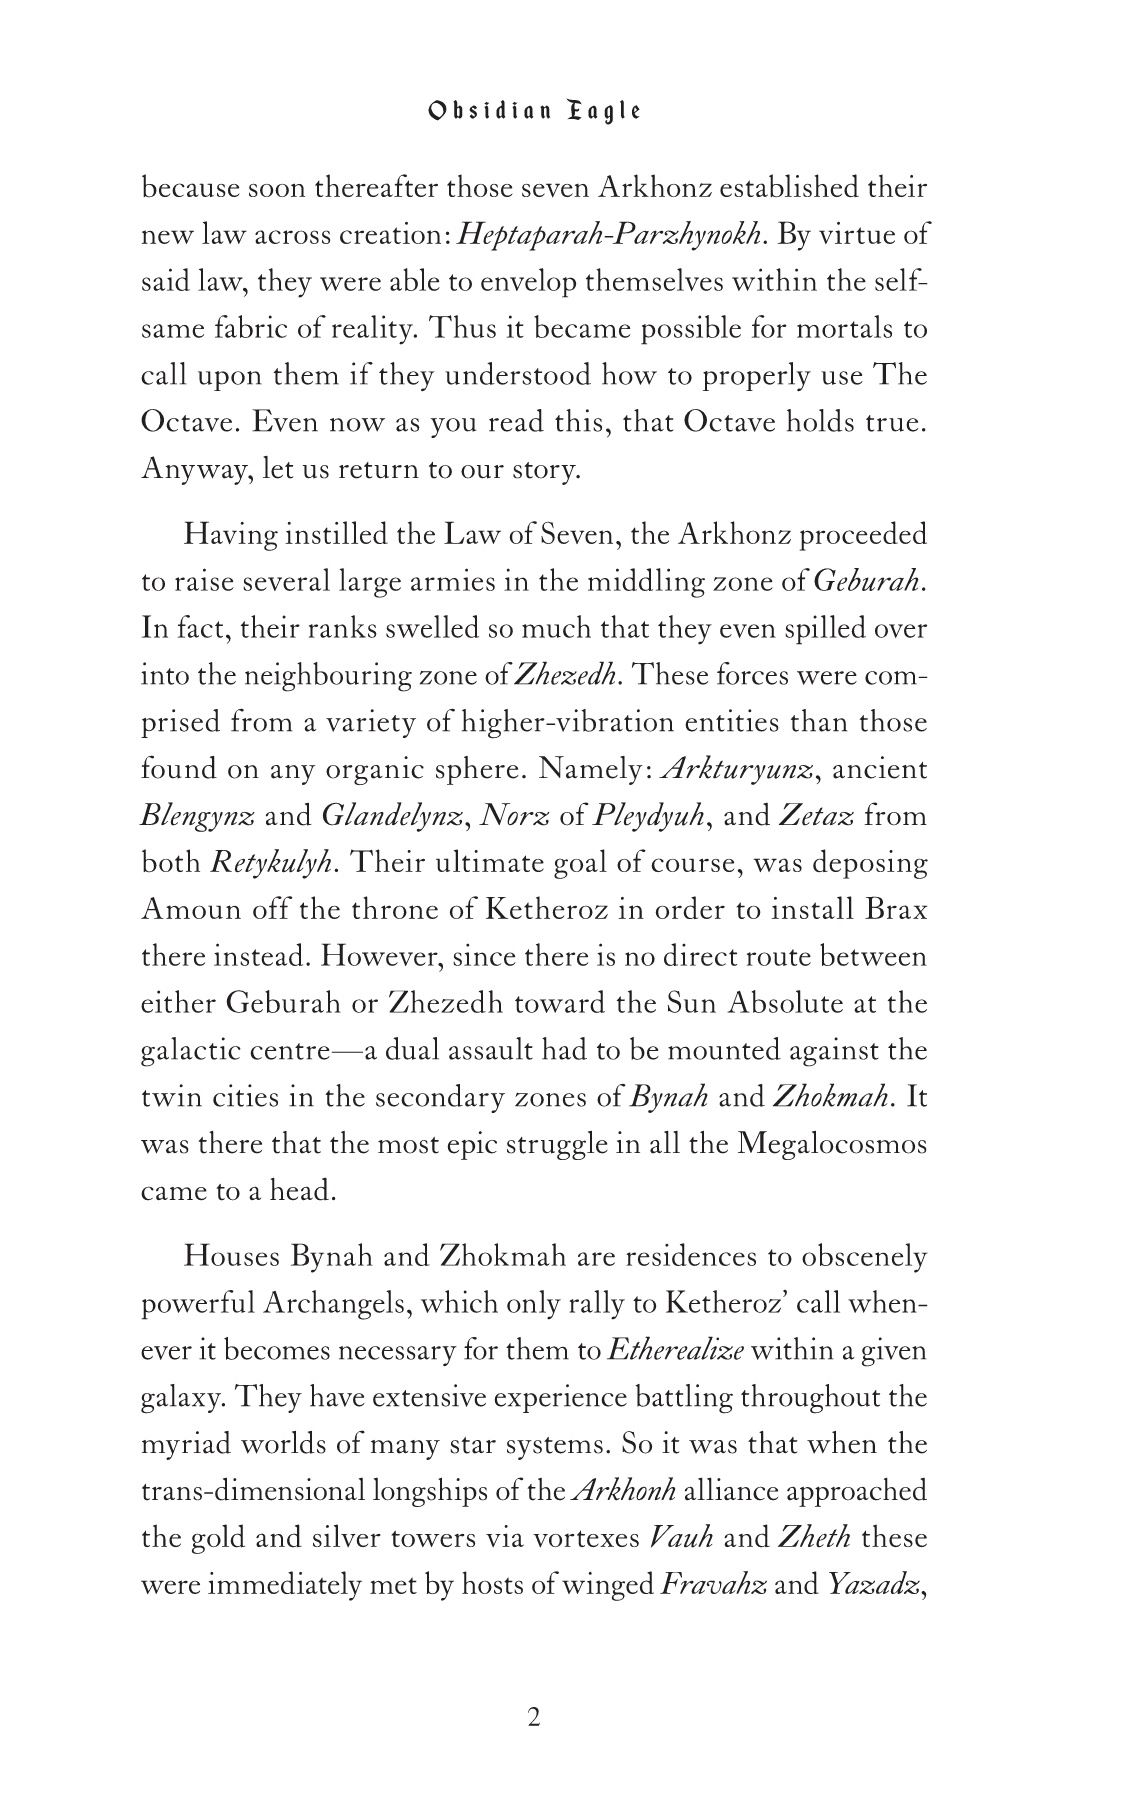 Obsidian Eagle
because soon thereafter those seven Arkhonz established their
new law across creation: Heptaparah-Parzhynokh. By virtue of
said law, they were able to envelop themselves within the self-
same fabric of reality. Thus it became possible for mortals to
call upon them if they understood how to properly use The
Octave. Even now as you read this, that Octave holds true.
Anyway, let us return to our story.
Having instilled the Law of Seven, the Arkhonz proceeded
to raise several large armies in the middling zone of Geburah.
In fact, their ranks swelled so much that they even spilled over
into the neighbouring zone of Zhezedh. These forces were com-
prised from a variety of higher-vibration entities than those
found on any organic sphere. Namely: Arkturyunz, ancient
Blengynz and Glandelynz, Norz of Pleydyuh, and Zetaz from
both Retykulyh. Their ultimate goal of course, was deposing
Amoun off the throne of Ketheroz in order to install Brax
there instead. However, since there is no direct route between
either Geburah or Zhezedh toward the Sun Absolute at the
galactic centre—a dual assault had to be mounted against the
twin cities in the secondary zones of Bynah and Zhokmah. It
was there that the most epic struggle in all the Megalocosmos
came to a head.
Houses Bynah and Zhokmah are residences to obscenely
powerful Archangels, which only rally to Ketheroz’ call when-
ever it becomes necessary for them to Etherealize within a given
galaxy. They have extensive experience battling throughout the
myriad worlds of many star systems. So it was that when the
trans-dimensional longships of the Arkhonh alliance approached
the gold and silver towers via vortexes Vauh and Zheth these
were immediately met by hosts of winged Fravahz and Yazadz,
2